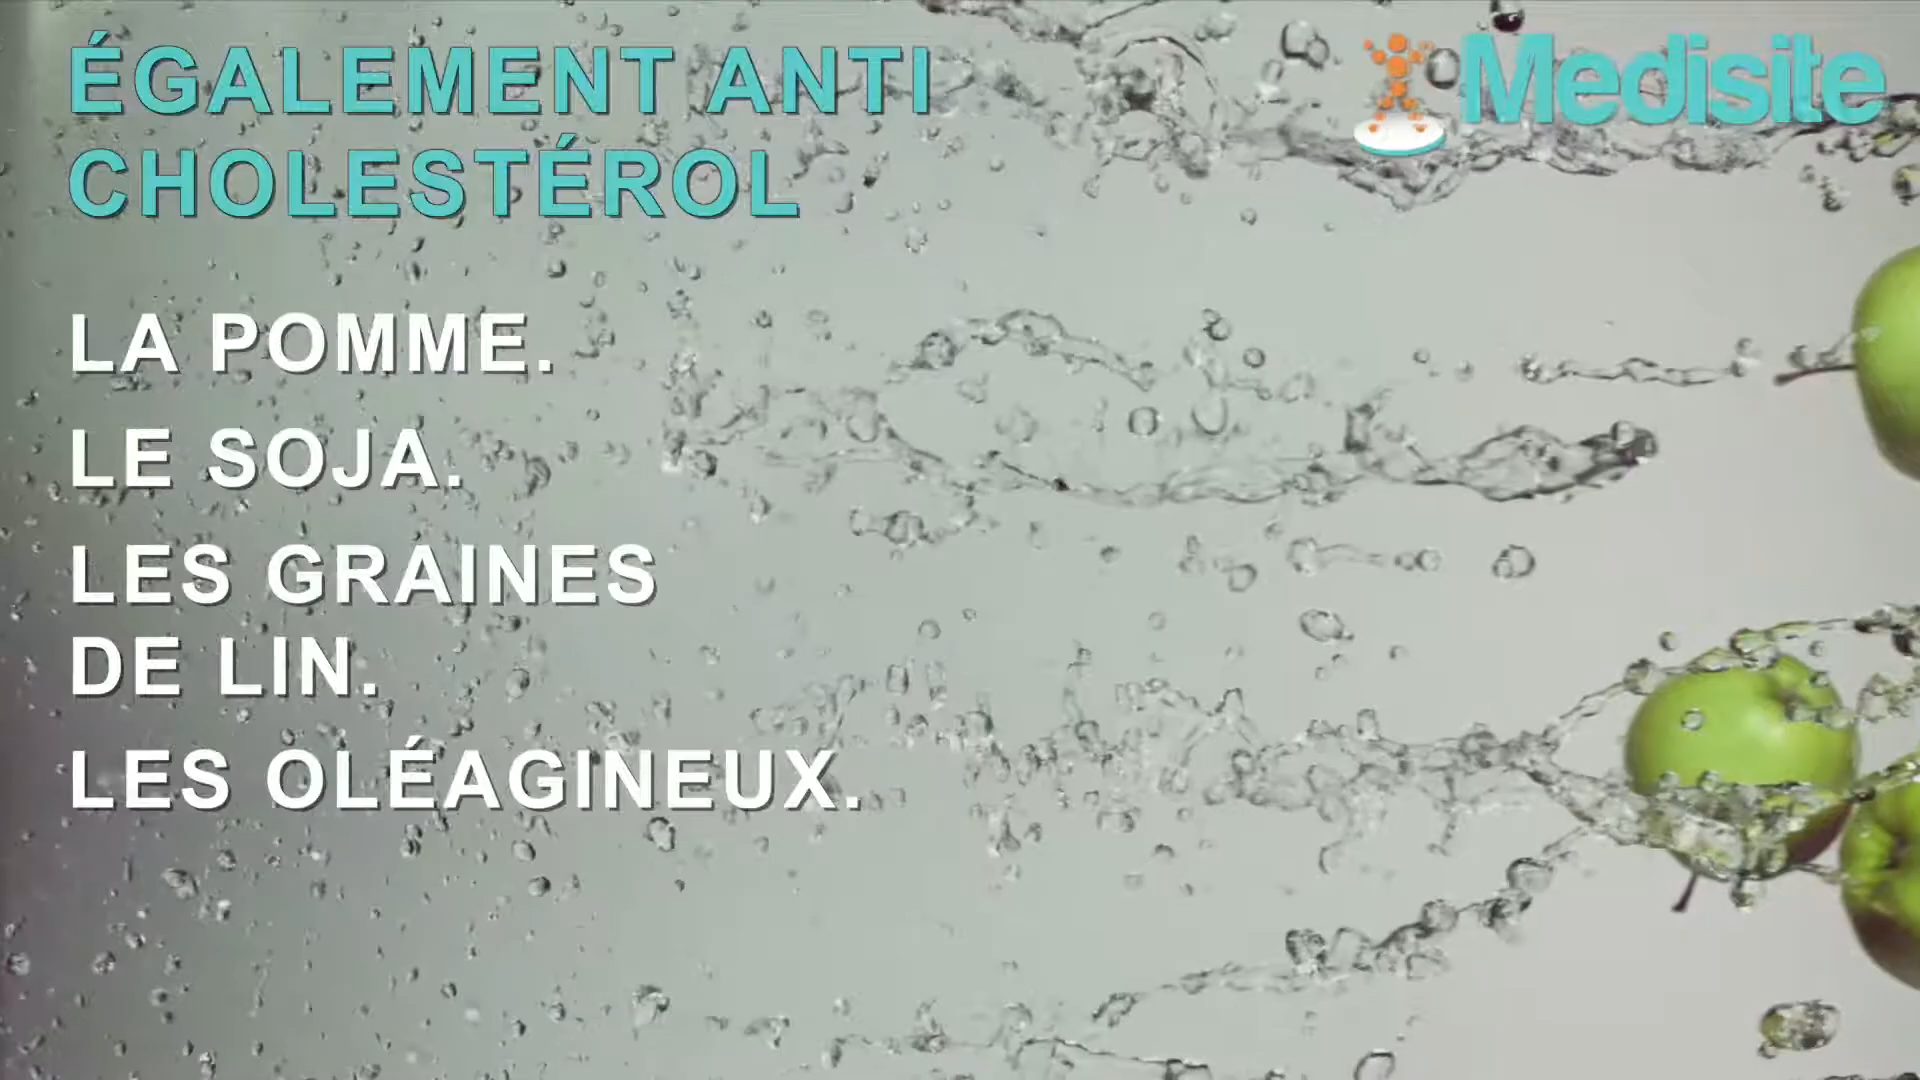 ÉGALEMENT ANTI
CHOLESTÉROL
Medisite
LA POMME.
LE SOJA.
LES GRAINES
DE LIN.
LES OLÉAGINEUX.